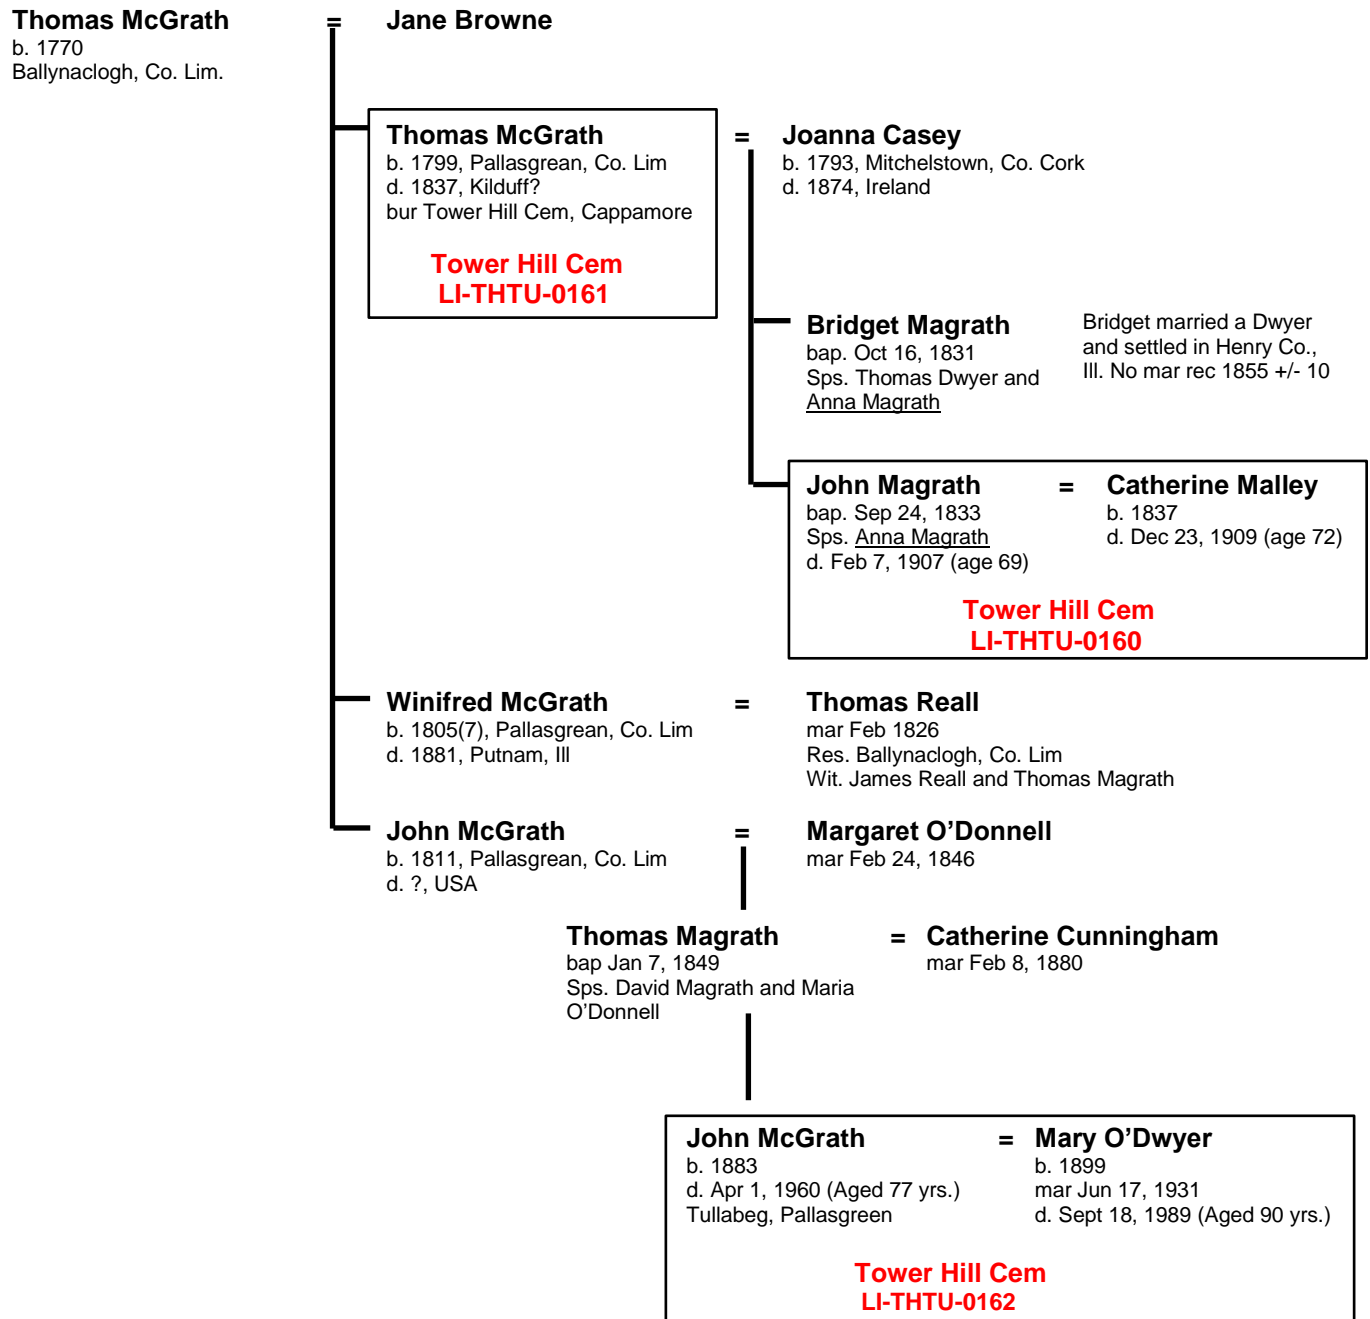 Thomas McGrath = Jane Browne
b. 1770
Ballynaclogh, Co. Lim.
Thomas McGrath = Joanna Casey
b. 1799, Pallasgrean, Co. Lim
d. 1837, Kilduff?
bur Tower Hill Cem, Cappamore
Tower Hill Cem
LI-THTU-0161
b. 1793, Mitchelstown, Co. Cork
d. 1874, Ireland
Bridget Magrath
bap. Oct 16, 1831
Sps. Thomas Dwyer and
Anna Magrath
Bridget married a Dwyer
and settled in Henry Co.,
Ill. No mar rec 1855 +/- 10
John Magrath = Catherine Malley
bap. Sep 24, 1833
Sps. Anna Magrath
d. Feb 7, 1907 (age 69)
b. 1837
d. Dec 23, 1909 (age 72)
Tower Hill Cem
LI-THTU-0160
Winifred McGrath = Thomas Reall
b. 1805(7), Pallasgrean, Co. Lim
d. 1881, Putnam, Ill
mar Feb 1826
Res. Ballynaclogh, Co. Lim
Wit. James Reall and Thomas Magrath
John McGrath = Margaret O’Donnell
b. 1811, Pallasgrean, Co. Lim
d. ?, USA
mar Feb 24, 1846
Thomas Magrath = Catherine Cunningham
bap Jan 7, 1849
Sps. David Magrath and Maria
O’Donnell
mar Feb 8, 1880
John McGrath = Mary O’Dwyer
b. 1883
d. Apr 1, 1960 (Aged 77 yrs.)
Tullabeg, Pallasgreen
b. 1899
mar Jun 17, 1931
d. Sept 18, 1989 (Aged 90 yrs.)
Tower Hill Cem
LI-THTU-0162